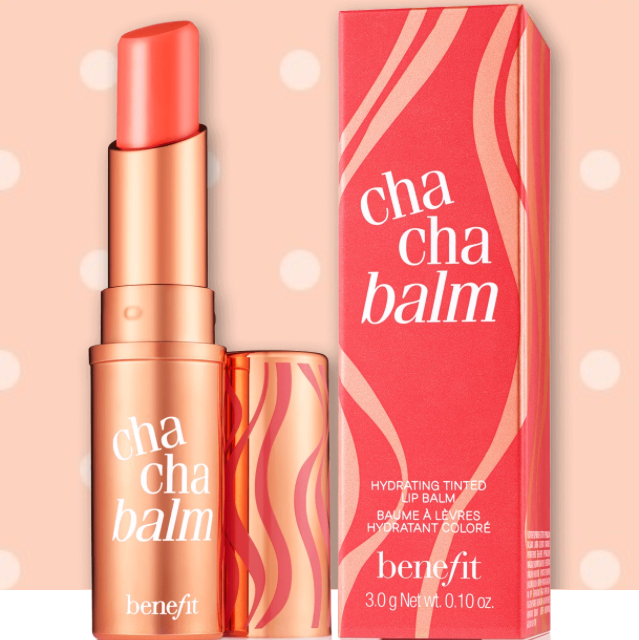 cha
cha
balm
benefit
cha
cha
balm
HYDRATING TINTED
LIP BALM
BAUME À LÈVRES
HYDRATANT COLORÉ
benefit
3.0 g Net wt. 0.10 oz.